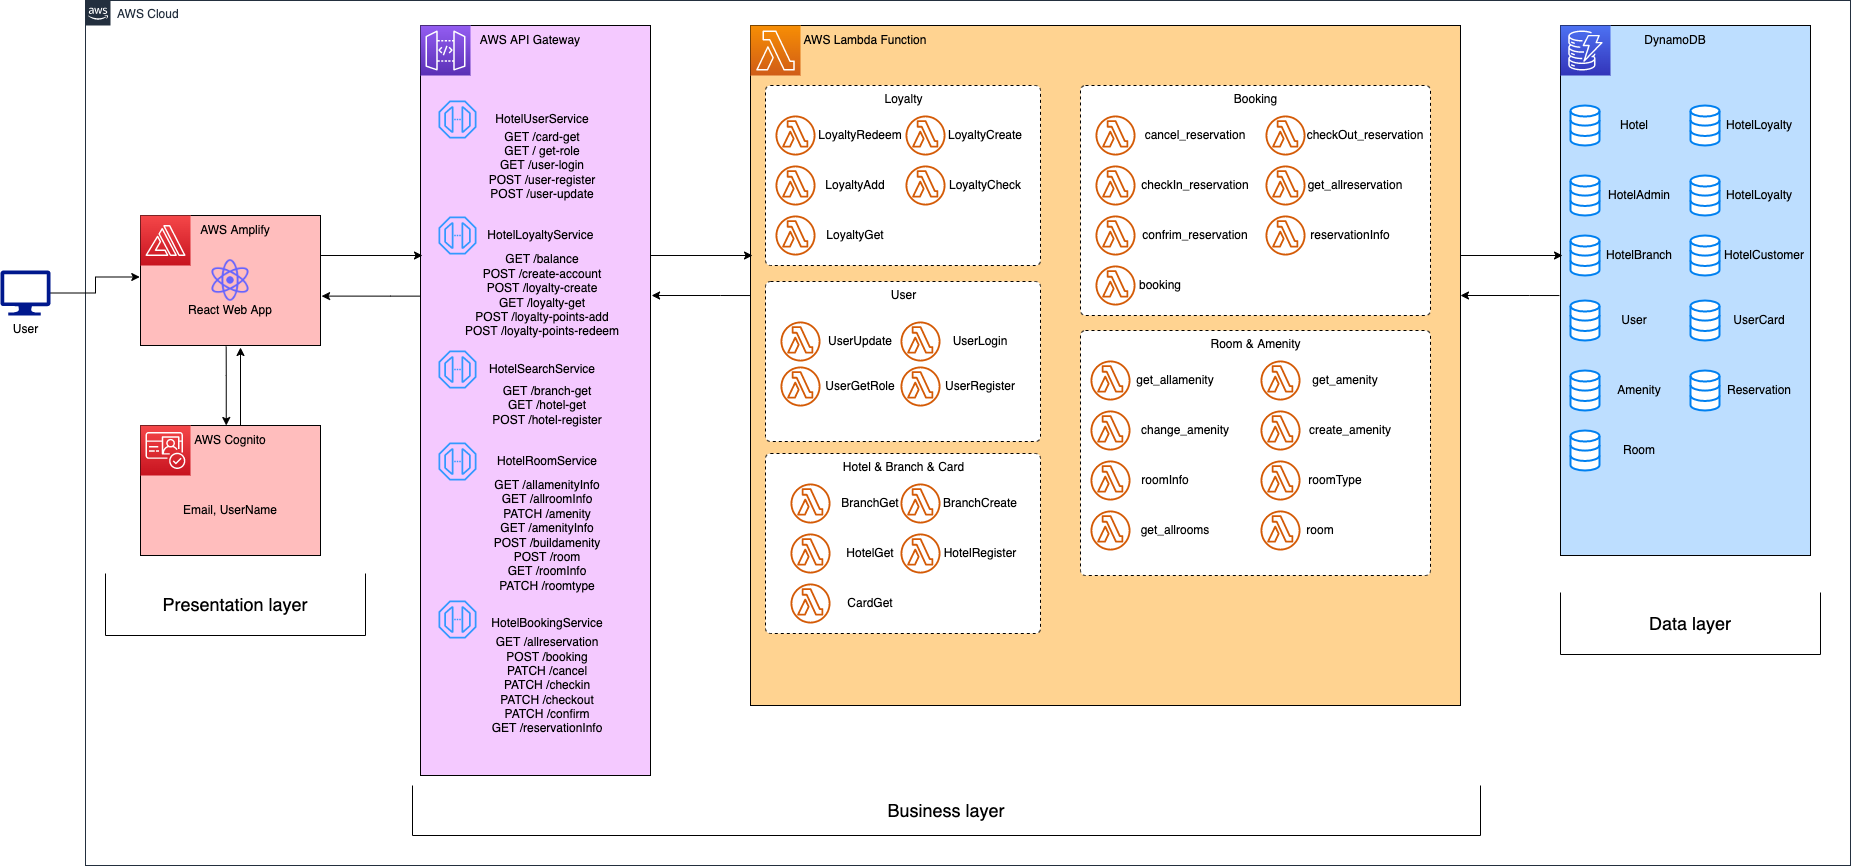 aws
AWS Cloud
User
AWS Amplify
React Web App
AWS Cognito
Email, UserName
Presentation layer
AWS API Gateway
HotelUserService
GET /card-get
GET / get-role
GET /user-login
POST /user-register
POST /user-update
HotelLoyaltyService
GET /balance
POST /create-account
POST /loyalty-create
GET /loyalty-get
POST /loyalty-points-add
POST /loyalty-points-redeem
HotelSearchService
GET /branch-get
GET /hotel-get
POST /hotel-register
HotelRoomService
GET /allamenityInfo
GET /allroomInfo
PATCH /amenity
GET /amenityInfo
POST /buildamenity
POST /room
GET /roomInfo
PATCH /roomtype
HotelBookingService
GET /allreservation
POST /booking
PATCH /cancel
PATCH /checkin
PATCH /checkout
PATCH /confirm
GET /reservationInfo
AWS Lambda Function
Loyalty
LoyaltyRedeem LoyaltyCreate
LoyaltyAdd LoyaltyCheck
LoyaltyGet
User
UserUpdate UserLogin
UserGetRole UserRegister
Hotel & Branch & Card
BranchGet BranchCreate
HotelGet HotelRegister
CardGet
Booking
cancel_reservation checkOut_reservation
checkIn_reservation get_allreservation
confrim_reservation reservationInfo
booking
Room & Amenity
get_allamenity get_amenity
change_amenity create_amenity
roomInfo roomType
get_allrooms room
Business layer
DynamoDB
Hotel HotelLoyalty
HotelAdmin HotelLoyalty
HotelBranch HotelCustomer
User UserCard
Amenity Reservation
Room
Data layer